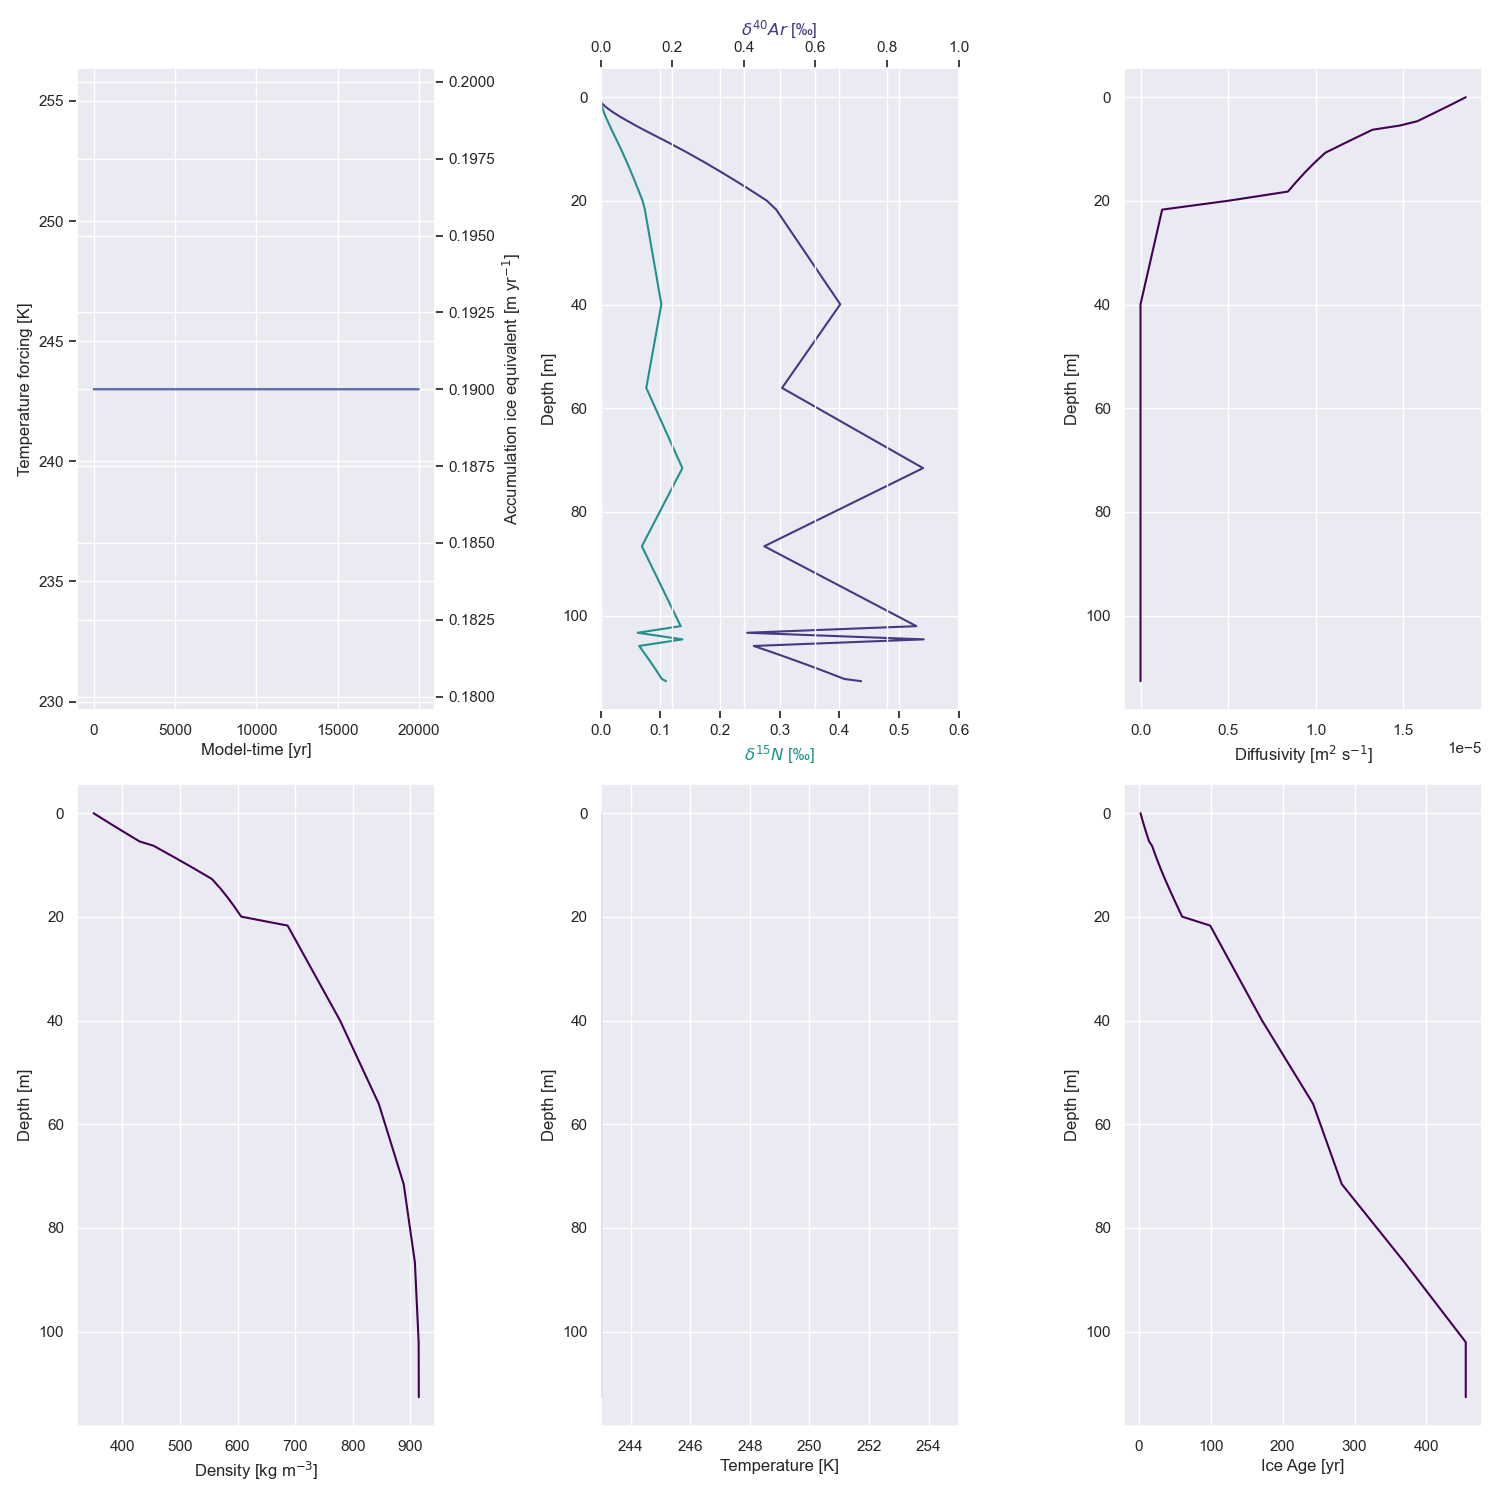 δ⁴⁰Ar [‰]
0.0 0.2 0.4 0.6 0.8 1.0
255
250
245
240
235
230
Temperature forcing [K]
0.2000
0.1975
0.1950
0.1925
0.1900
0.1875
0.1850
0.1825
0.1800
Accumulation ice equivalent [m yr⁻¹]
0 5000 10000 15000 20000
Model-time [yr]
0
20
40
60
80
100
Depth [m]
0.0 0.1 0.2 0.3 0.4 0.5 0.6
δ¹⁵N [‰]
0
20
40
60
80
100
Depth [m]
0.0 0.5 1.0 1.5
1e−5
Diffusivity [m² s⁻¹]
0
20
40
60
80
100
Depth [m]
400 500 600 700 800 900
Density [kg m⁻³]
0
20
40
60
80
100
Depth [m]
244 246 248 250 252 254
Temperature [K]
0
20
40
60
80
100
Depth [m]
0 100 200 300 400
Ice Age [yr]